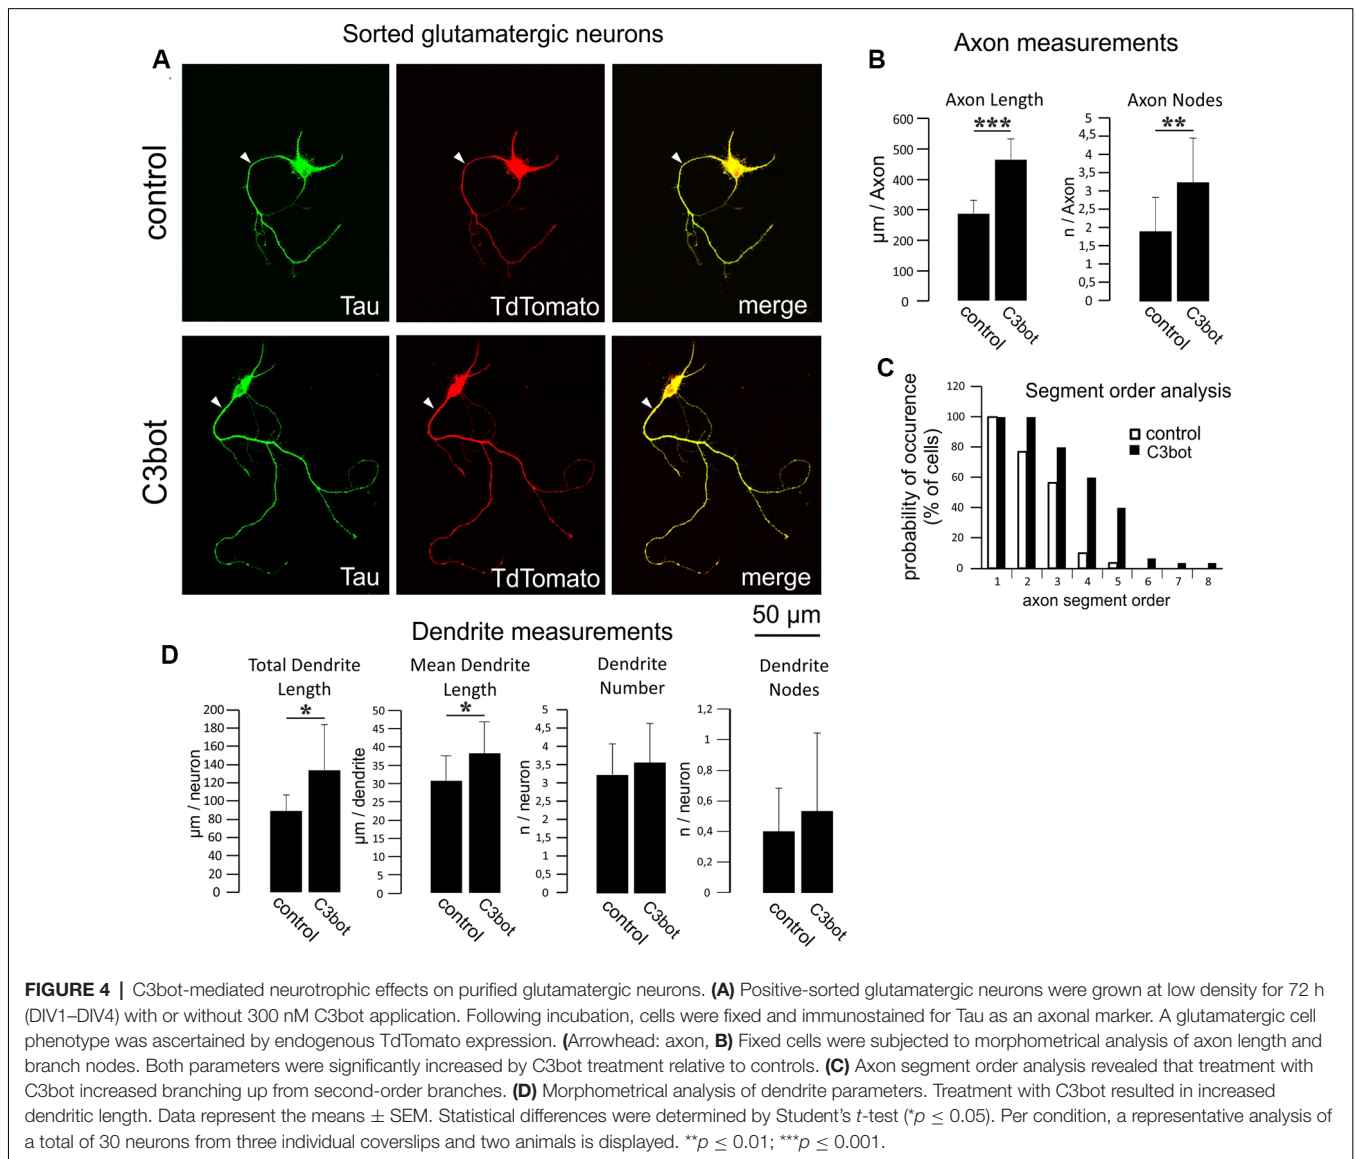 Sorted glutamatergic neurons
A
control
Tau
TdTomato
merge
C3bot
Tau
TdTomato
merge
50 µm
Axon measurements
B
Axon Length
***
600
500
400
300
200
100
0
µm / Axon
control
C3bot
Axon Nodes
**
5
4,5
4
3,5
3
2,5
2
1,5
1
0,5
0
n / Axon
control
C3bot
C
Segment order analysis
control
C3bot
120
100
80
60
40
20
0
probability of occurence
(% of cells)
1 2 3 4 5 6 7 8
axon segment order
Dendrite measurements
D
Total Dendrite
Length
*
200
180
160
140
120
100
80
60
40
20
0
µm / neuron
control
C3bot
Mean Dendrite
Length
*
50
45
40
35
30
25
20
15
10
5
0
µm / dendrite
control
C3bot
Dendrite
Number
5
4,5
4
3,5
3
2,5
2
1,5
1
0,5
0
n / neuron
control
C3bot
Dendrite
Nodes
1,2
1
0,8
0,6
0,4
0,2
0
n / neuron
control
C3bot
FIGURE 4 | C3bot-mediated neurotrophic effects on purified glutamatergic neurons. (A) Positive-sorted glutamatergic neurons were grown at low density for 72 h
(DIV1–DIV4) with or without 300 nM C3bot application. Following incubation, cells were fixed and immunostained for Tau as an axonal marker. A glutamatergic cell
phenotype was ascertained by endogenous TdTomato expression. (Arrowhead: axon, B) Fixed cells were subjected to morphometrical analysis of axon length and
branch nodes. Both parameters were significantly increased by C3bot treatment relative to controls. (C) Axon segment order analysis revealed that treatment with
C3bot increased branching up from second-order branches. (D) Morphometrical analysis of dendrite parameters. Treatment with C3bot resulted in increased
dendritic length. Data represent the means ± SEM. Statistical differences were determined by Student’s t-test (*p ≤ 0.05). Per condition, a representative analysis of
a total of 30 neurons from three individual coverslips and two animals is displayed. **p ≤ 0.01; ***p ≤ 0.001.